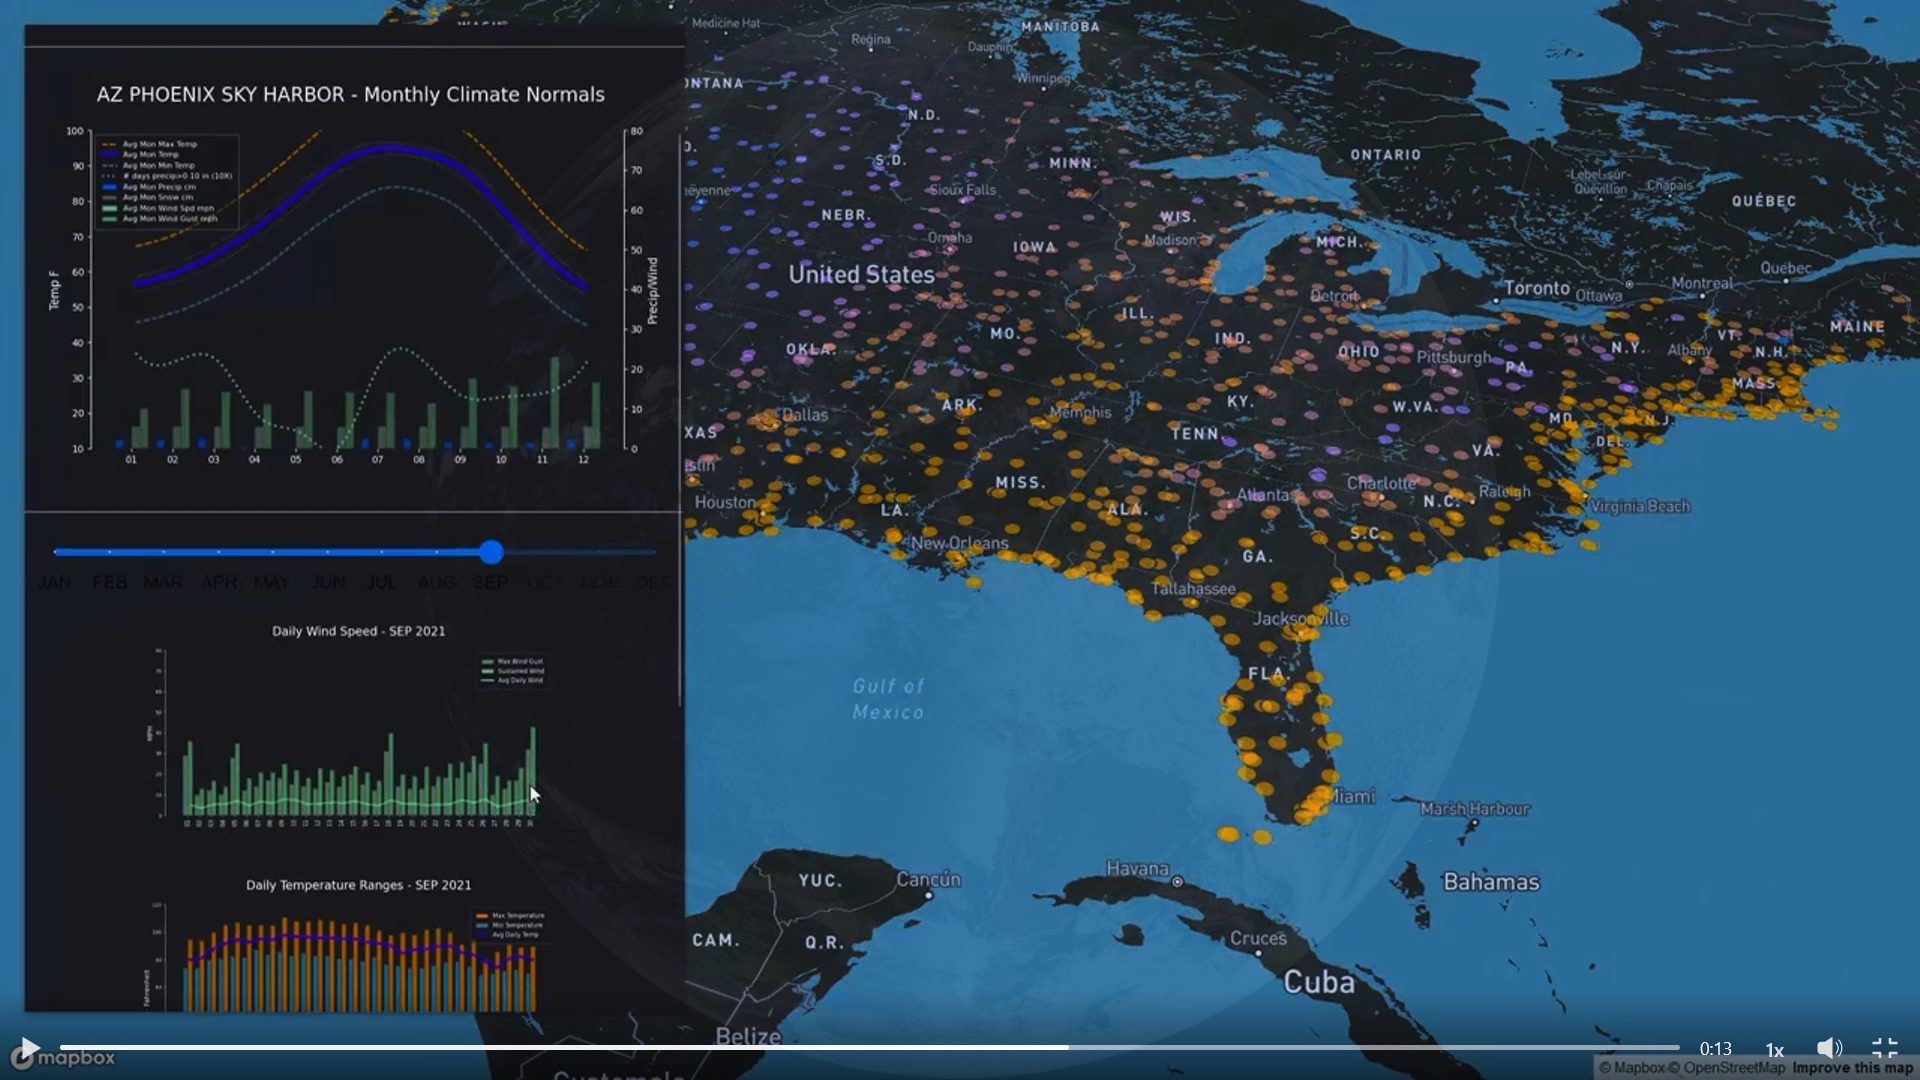 AZ PHOENIX SKY HARBOR - Monthly Climate Normals
Avg Mon Max Temp
Avg Mon Temp
Avg Mon Min Temp
# days precip>0.10 in (10X)
Avg Mon Precip cm
Avg Mon Snow cm
Avg Mon Wind Spd mph
Avg Mon Wind Gust mph
100
90
80
70
60
50
40
30
20
10
Temp F
80
70
60
50
40
30
20
10
0
Precip/Wind
01 02 03 04 05 06 07 08 09 10 11 12
JAN FEB MAR APR MAY JUN JUL AUG SEP OCT NOV DEC
Daily Wind Speed - SEP 2021
Max Wind Gust
Sustained Wind
Avg Daily Wind
MPH
Daily Temperature Ranges - SEP 2021
Max Temperature
Min Temperature
Avg Daily Temp
Fahrenheit
Medicine Hat
Regina
MANITOBA
Dauphin
Winnipeg
N.D.
S.D.
MINN.
ONTARIO
Lebel-sur-
Quévillon
Chapais
QUÉBEC
Sioux Falls
NEBR.
WIS.
Omaha
IOWA
Madison
MICH.
United States
Québec
Toronto
Ottawa
Montreal
Detroit
ILL.
MO.
IND.
OKLA.
OHIO
Pittsburgh
PA.
N.Y.
Albany
VT.
N.H.
MAINE
MASS.
Dallas
ARK.
Memphis
KY.
W.VA.
MD.
N.J.
DEL.
TENN.
VA.
MISS.
Houston
LA.
ALA.
Atlanta
Charlotte
N.C.
Raleigh
Virginia Beach
New Orleans
GA.
S.C.
Tallahassee
Jacksonville
FLA.
Gulf of
Mexico
Miami
Marsh Harbour
Havana
Bahamas
YUC.
Cancún
CAM.
Q.R.
Cruces
Cuba
Belize
Guatemala
mapbox
0:13
1x
© Mapbox © OpenStreetMap Improve this map